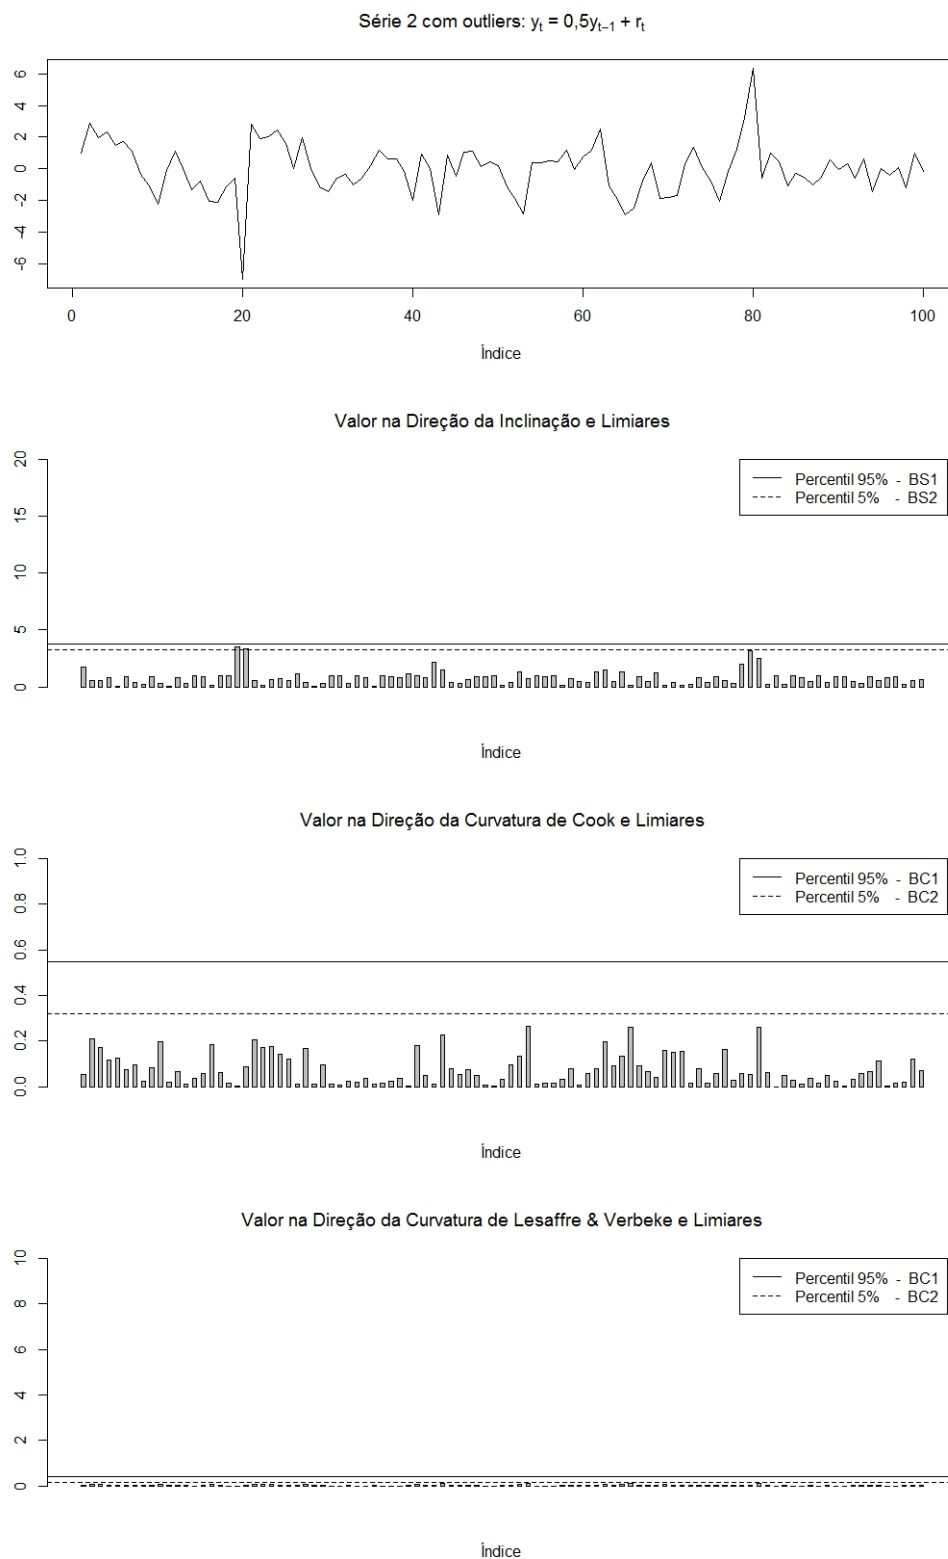 Série 2 com outliers: yt = 0,5yt−1 + rt
6
4
2
0
-2
-4
-6
0 20 40 60 80 100
Índice
Valor na Direção da Inclinação e Limiares
20
15
10
5
0
Percentil 95% - BS1
Percentil 5% - BS2
Índice
Valor na Direção da Curvatura de Cook e Limiares
1.0
0.8
0.6
0.4
0.2
0.0
Percentil 95% - BC1
Percentil 5% - BC2
Índice
Valor na Direção da Curvatura de Lesaffre & Verbeke e Limiares
10
8
6
4
2
0
Percentil 95% - BC1
Percentil 5% - BC2
Índice